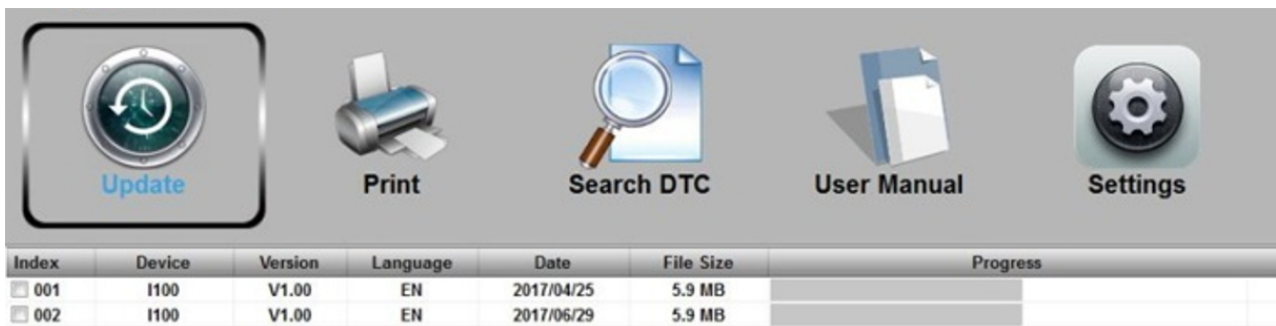 Update Print Search DTC User Manual Settings
Index Device Version Language Date File Size Progress
001 I100 V1.00 EN 2017/04/25 5.9 MB
002 I100 V1.00 EN 2017/06/29 5.9 MB